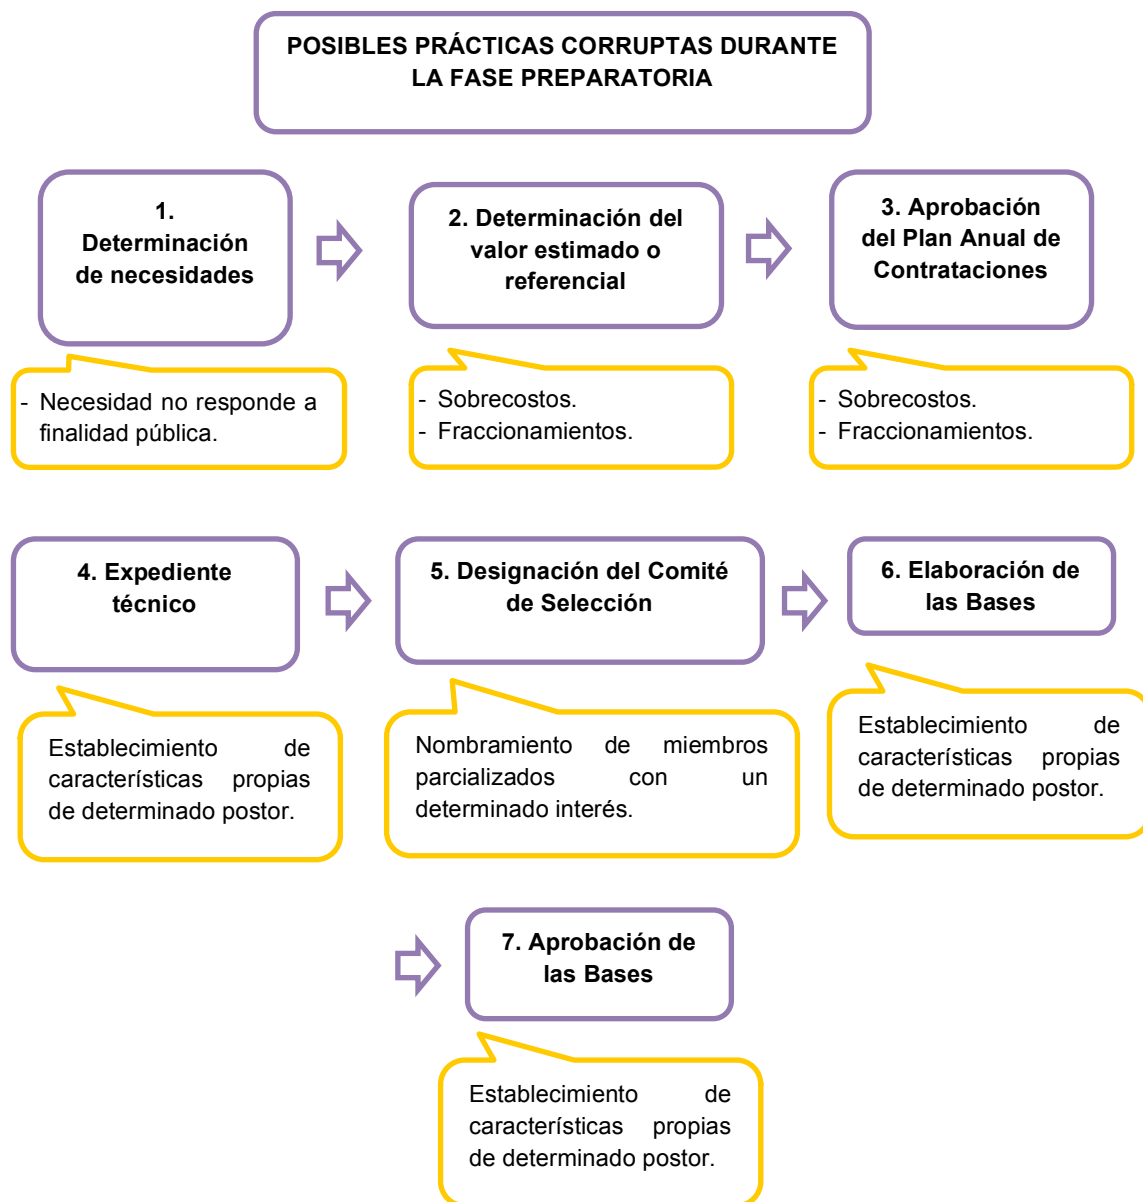 POSIBLES PRÁCTICAS CORRUPTAS DURANTE
LA FASE PREPARATORIA
1.
Determinación
de necesidades
2. Determinación del
valor estimado o
referencial
3. Aprobación
del Plan Anual de
Contrataciones
- Necesidad no responde a
finalidad pública.
- Sobrecostos.
- Fraccionamientos.
- Sobrecostos.
- Fraccionamientos.
4. Expediente
técnico
5. Designación del Comité
de Selección
6. Elaboración de
las Bases
Establecimiento de
características propias
de determinado postor.
Nombramiento de miembros
parcializados con un
determinado interés.
Establecimiento de
características propias
de determinado postor.
7. Aprobación de
las Bases
Establecimiento de
características propias
de determinado postor.